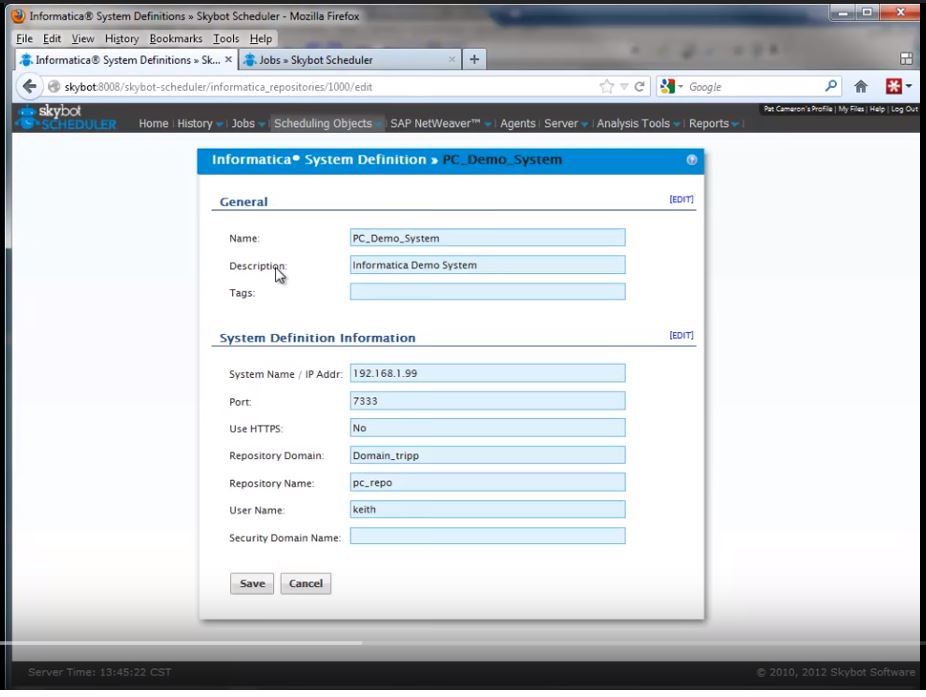 Informatica® System Definitions » Skybot Scheduler - Mozilla Firefox
File Edit View History Bookmarks Tools Help
Informatica® System Definitions » Sk... × Jobs » Skybot Scheduler × +
skybot:8008/skybot-scheduler/informatica_repositories/1000/edit Google
skybot Pat Cameron's Profile | My Files | Help | Log Out
SCHEDULER Home History Jobs Scheduling Objects SAP NetWeaver™ Agents Server Analysis Tools Reports
Informatica® System Definition » PC_Demo_System ?
General [EDIT]
Name: PC_Demo_System
Description: Informatica Demo System
Tags:
System Definition Information [EDIT]
System Name / IP Addr: 192.168.1.99
Port: 7333
Use HTTPS: No
Repository Domain: Domain_tripp
Repository Name: pc_repo
User Name: keith
Security Domain Name:
Save Cancel
Server Time: 13:45:22 CST © 2010, 2012 Skybot Software